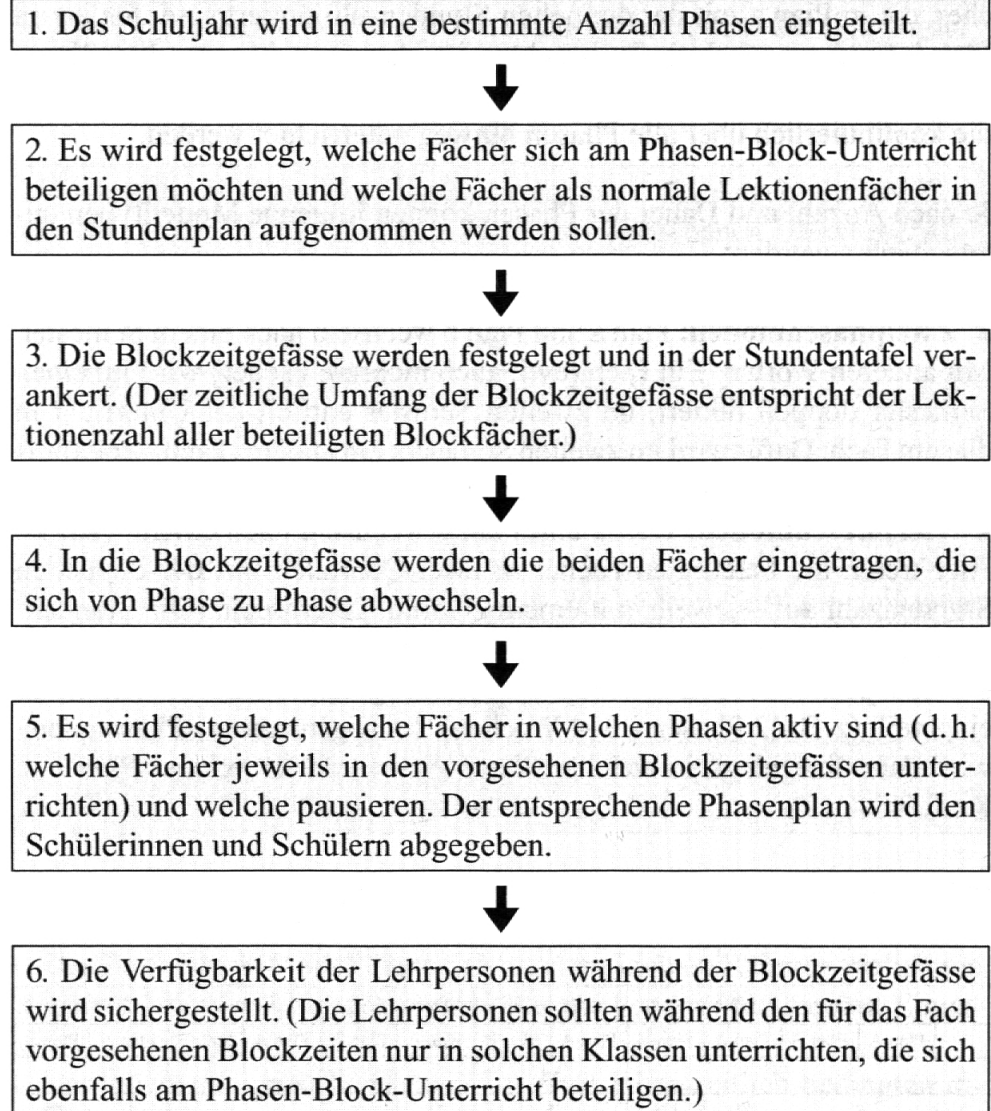 1. Das Schuljahr wird in eine bestimmte Anzahl Phasen eingeteilt.
2. Es wird festgelegt, welche Fächer sich am Phasen-Block-Unterricht
beteiligen möchten und welche Fächer als normale Lektionenfächer in
den Stundenplan aufgenommen werden sollen.
3. Die Blockzeitgefässe werden festgelegt und in der Stundentafel ver-
ankert. (Der zeitliche Umfang der Blockzeitgefässe entspricht der Lek-
tionenzahl aller beteiligten Blockfächer.)
4. In die Blockzeitgefässe werden die beiden Fächer eingetragen, die
sich von Phase zu Phase abwechseln.
5. Es wird festgelegt, welche Fächer in welchen Phasen aktiv sind (d.h.
welche Fächer jeweils in den vorgesehenen Blockzeitgefässen unter-
richten) und welche pausieren. Der entsprechende Phasenplan wird den
Schülerinnen und Schülern abgegeben.
6. Die Verfügbarkeit der Lehrpersonen während der Blockzeitgefässe
wird sichergestellt. (Die Lehrpersonen sollten während den für das Fach
vorgesehenen Blockzeiten nur in solchen Klassen unterrichten, die sich
ebenfalls am Phasen-Block-Unterricht beteiligen.)